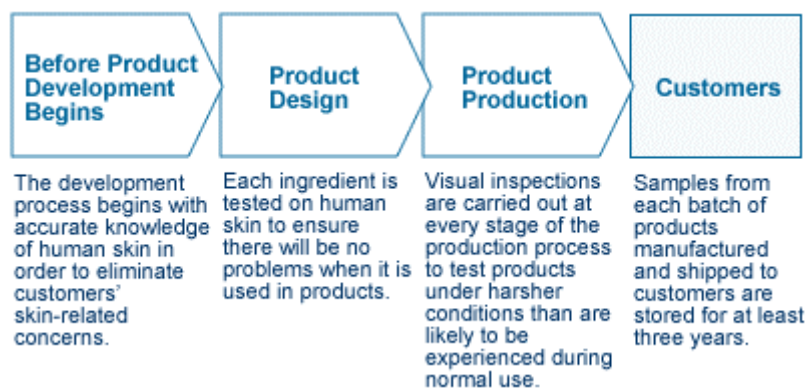 Before Product
Development
Begins
Product
Design
Product
Production
Customers
The development
process begins with
accurate knowledge
of human skin in
order to eliminate
customers’
skin-related
concerns.
Each ingredient is
tested on human
skin to ensure
there will be no
problems when it is
used in products.
Visual inspections
are carried out at
every stage of the
production process
to test products
under harsher
conditions than are
likely to be
experienced during
normal use.
Samples from
each batch of
products
manufactured
and shipped to
customers are
stored for at least
three years.